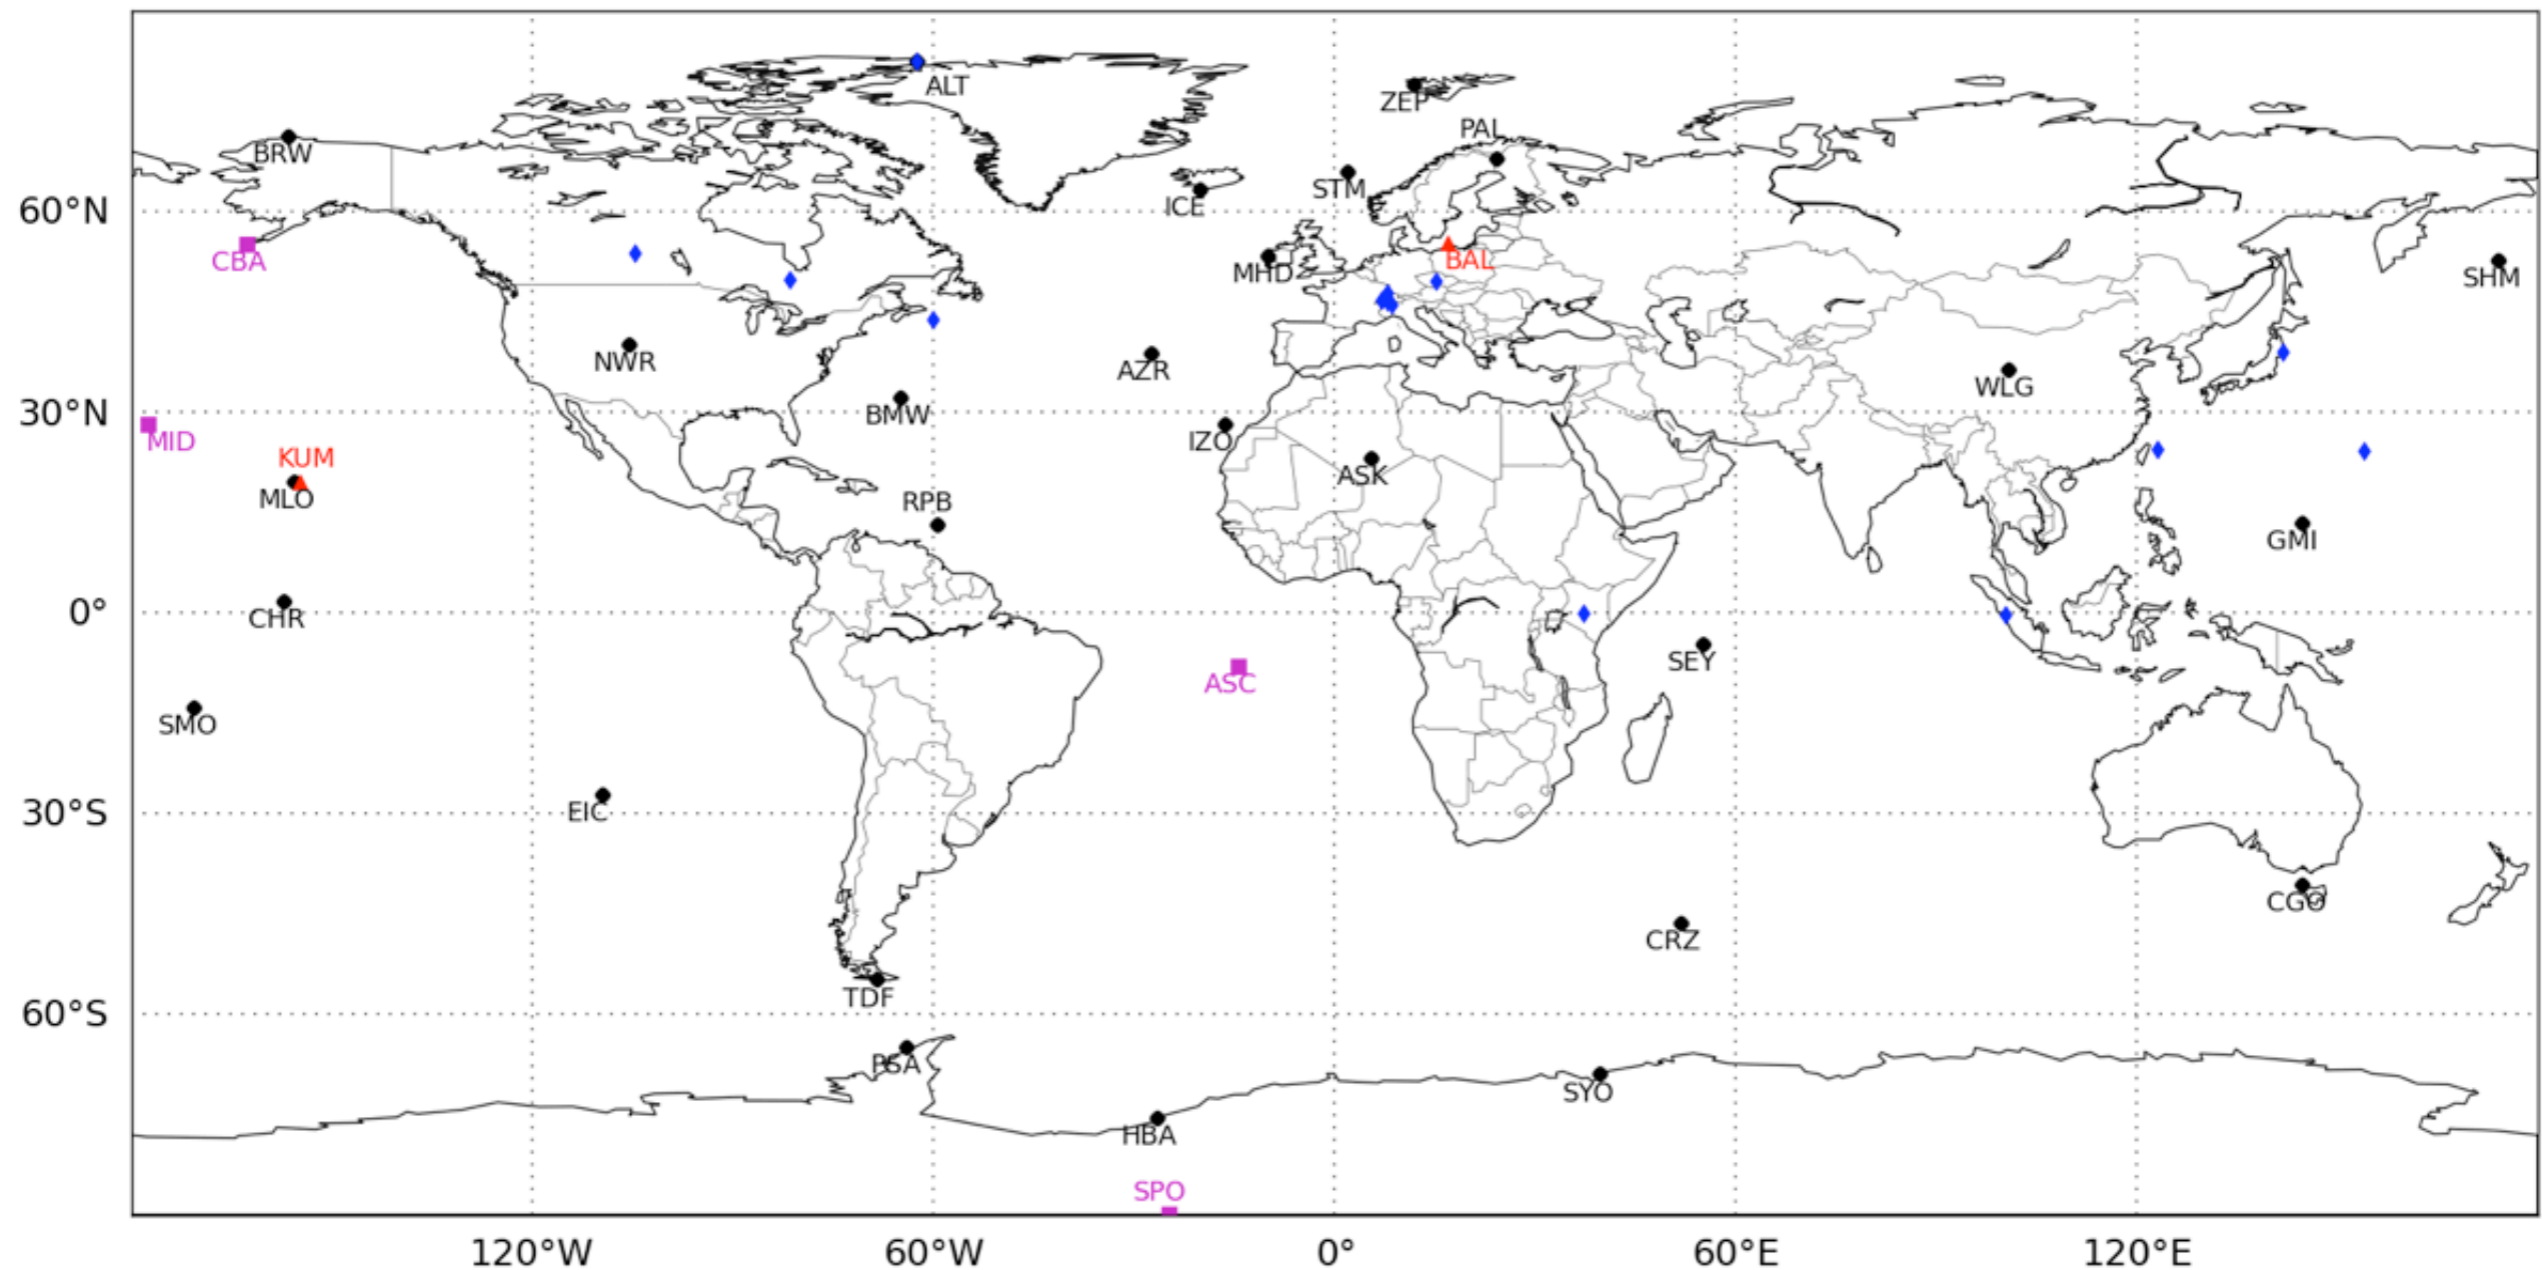 ALT
ZEP
PAL
BRW
STM
ICE
60°N
CBA
MHD
BAL
SHM
NWR
AZR
WLG
BMW
30°N
MID
IZO
KUM
ASK
MLO
RPB
GMI
0°
CHR
SEY
ASC
SMO
EIC
30°S
CGO
CRZ
TDF
60°S
PSA
SYO
HBA
SPO
120°W
60°W
0°
60°E
120°E